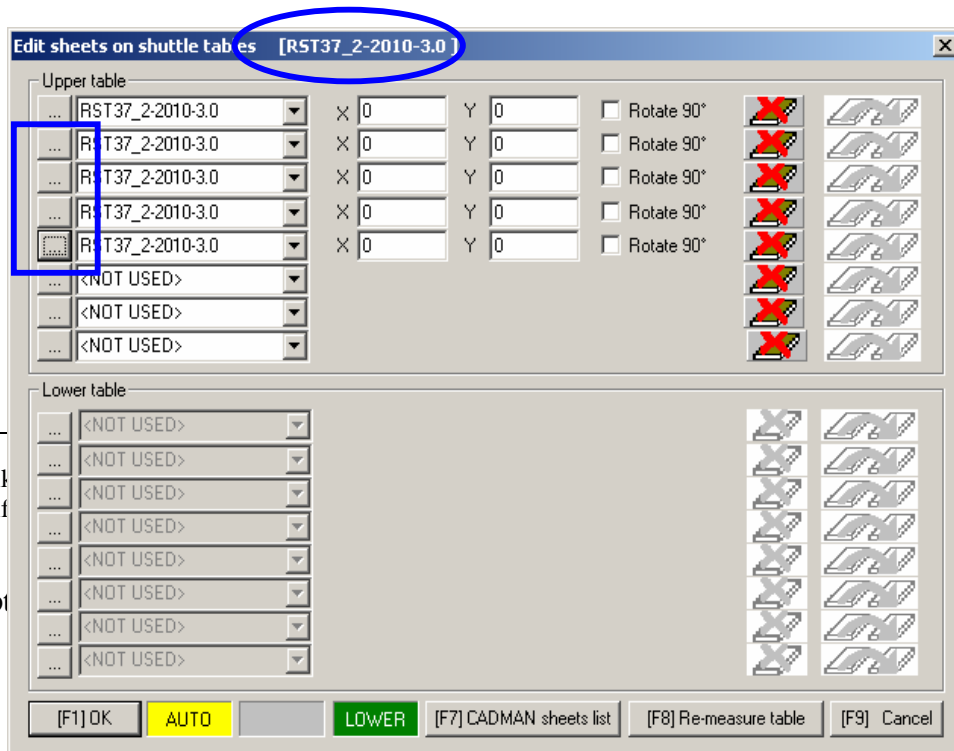 Edit sheets on shuttle tables [RST37_2-2010-3.0 ]
Upper table
... RST37_2-2010-3.0 X 0 Y 0 Rotate 90°
... RST37_2-2010-3.0 X 0 Y 0 Rotate 90°
... RST37_2-2010-3.0 X 0 Y 0 Rotate 90°
... RST37_2-2010-3.0 X 0 Y 0 Rotate 90°
... RST37_2-2010-3.0 X 0 Y 0 Rotate 90°
... <NOT USED>
... <NOT USED>
... <NOT USED>
Lower table
... <NOT USED>
... <NOT USED>
... <NOT USED>
... <NOT USED>
... <NOT USED>
... <NOT USED>
... <NOT USED>
... <NOT USED>
[F1] OK AUTO LOWER [F7] CADMAN sheets list [F8] Re-measure table [F9] Cancel